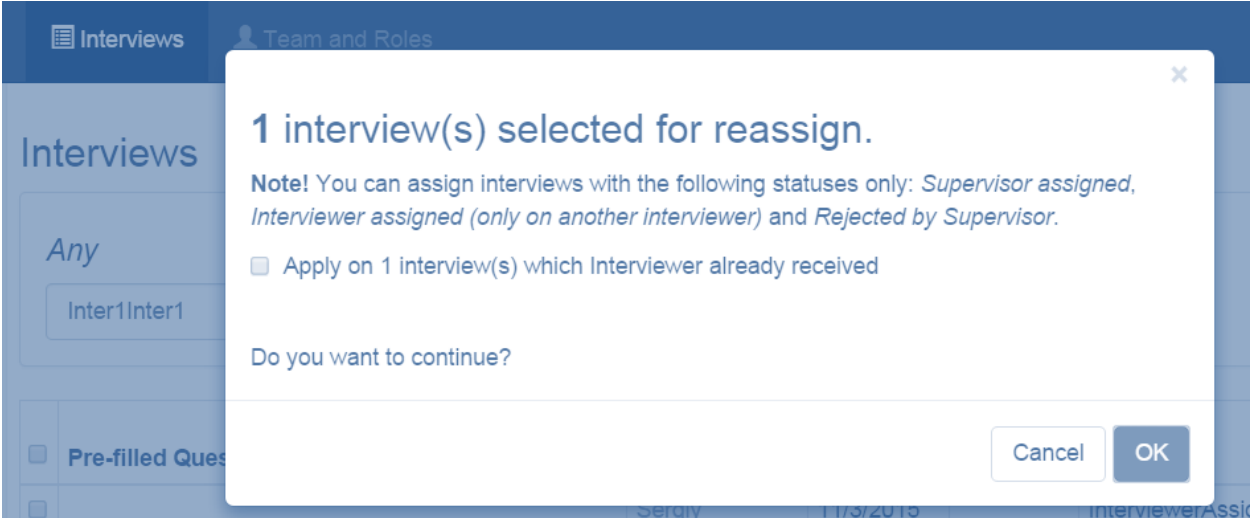 Interviews Team and Roles
×
1 interview(s) selected for reassign.
Interviews
Note! You can assign interviews with the following statuses only: Supervisor assigned,
Interviewer assigned (only on another interviewer) and Rejected by Supervisor.
Any
Apply on 1 interview(s) which Interviewer already received
Inter1Inter1
Do you want to continue?
Cancel OK
Pre-filled Ques
Sergiy 11/3/2015 InterviewerAssig